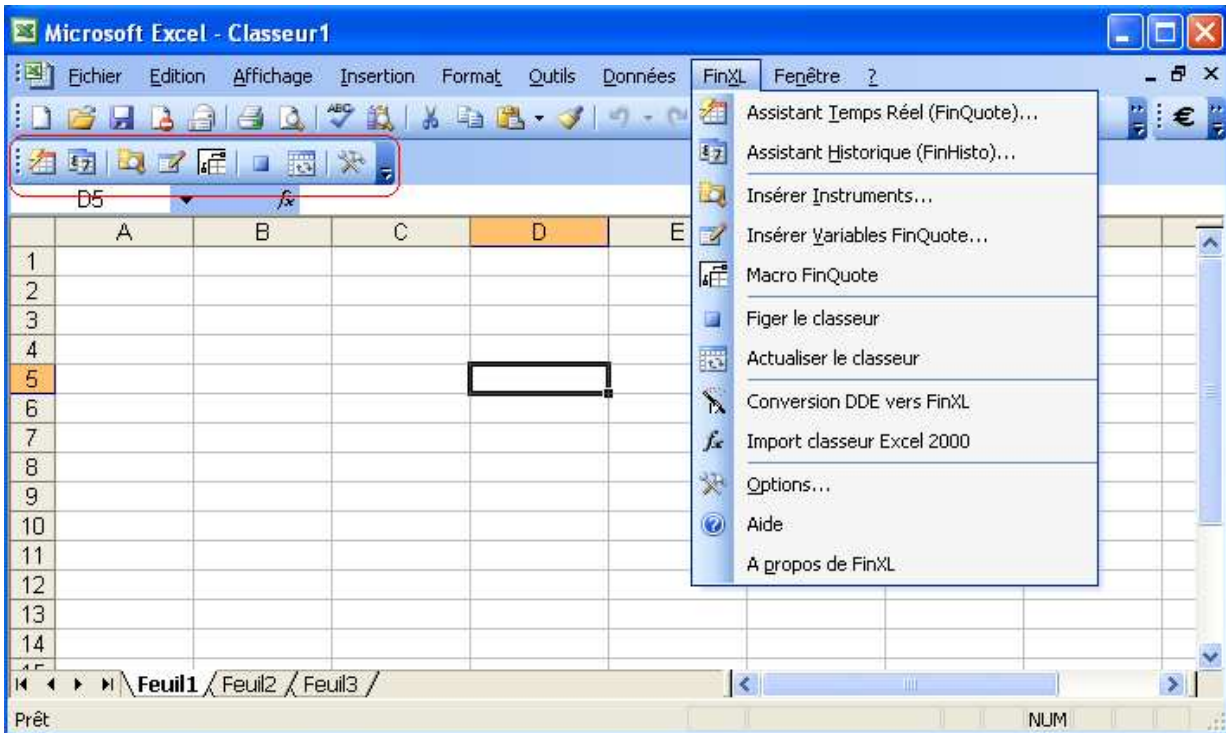 Microsoft Excel - Classeur1
Fichier Edition Affichage Insertion Format Outils Données FinXL Fenêtre ?
ABC €
D5 fx
A B C D E
1
2
3
4
5
6
7
8
9
10
11
12
13
14
Assistant Temps Réel (FinQuote)...
Assistant Historique (FinHisto)...
Insérer Instruments...
Insérer Variables FinQuote...
Macro FinQuote
Figer le classeur
Actualiser le classeur
Conversion DDE vers FinXL
fx Import classeur Excel 2000
Options...
Aide
A propos de FinXL
Feuil1 Feuil2 Feuil3
Prêt NUM